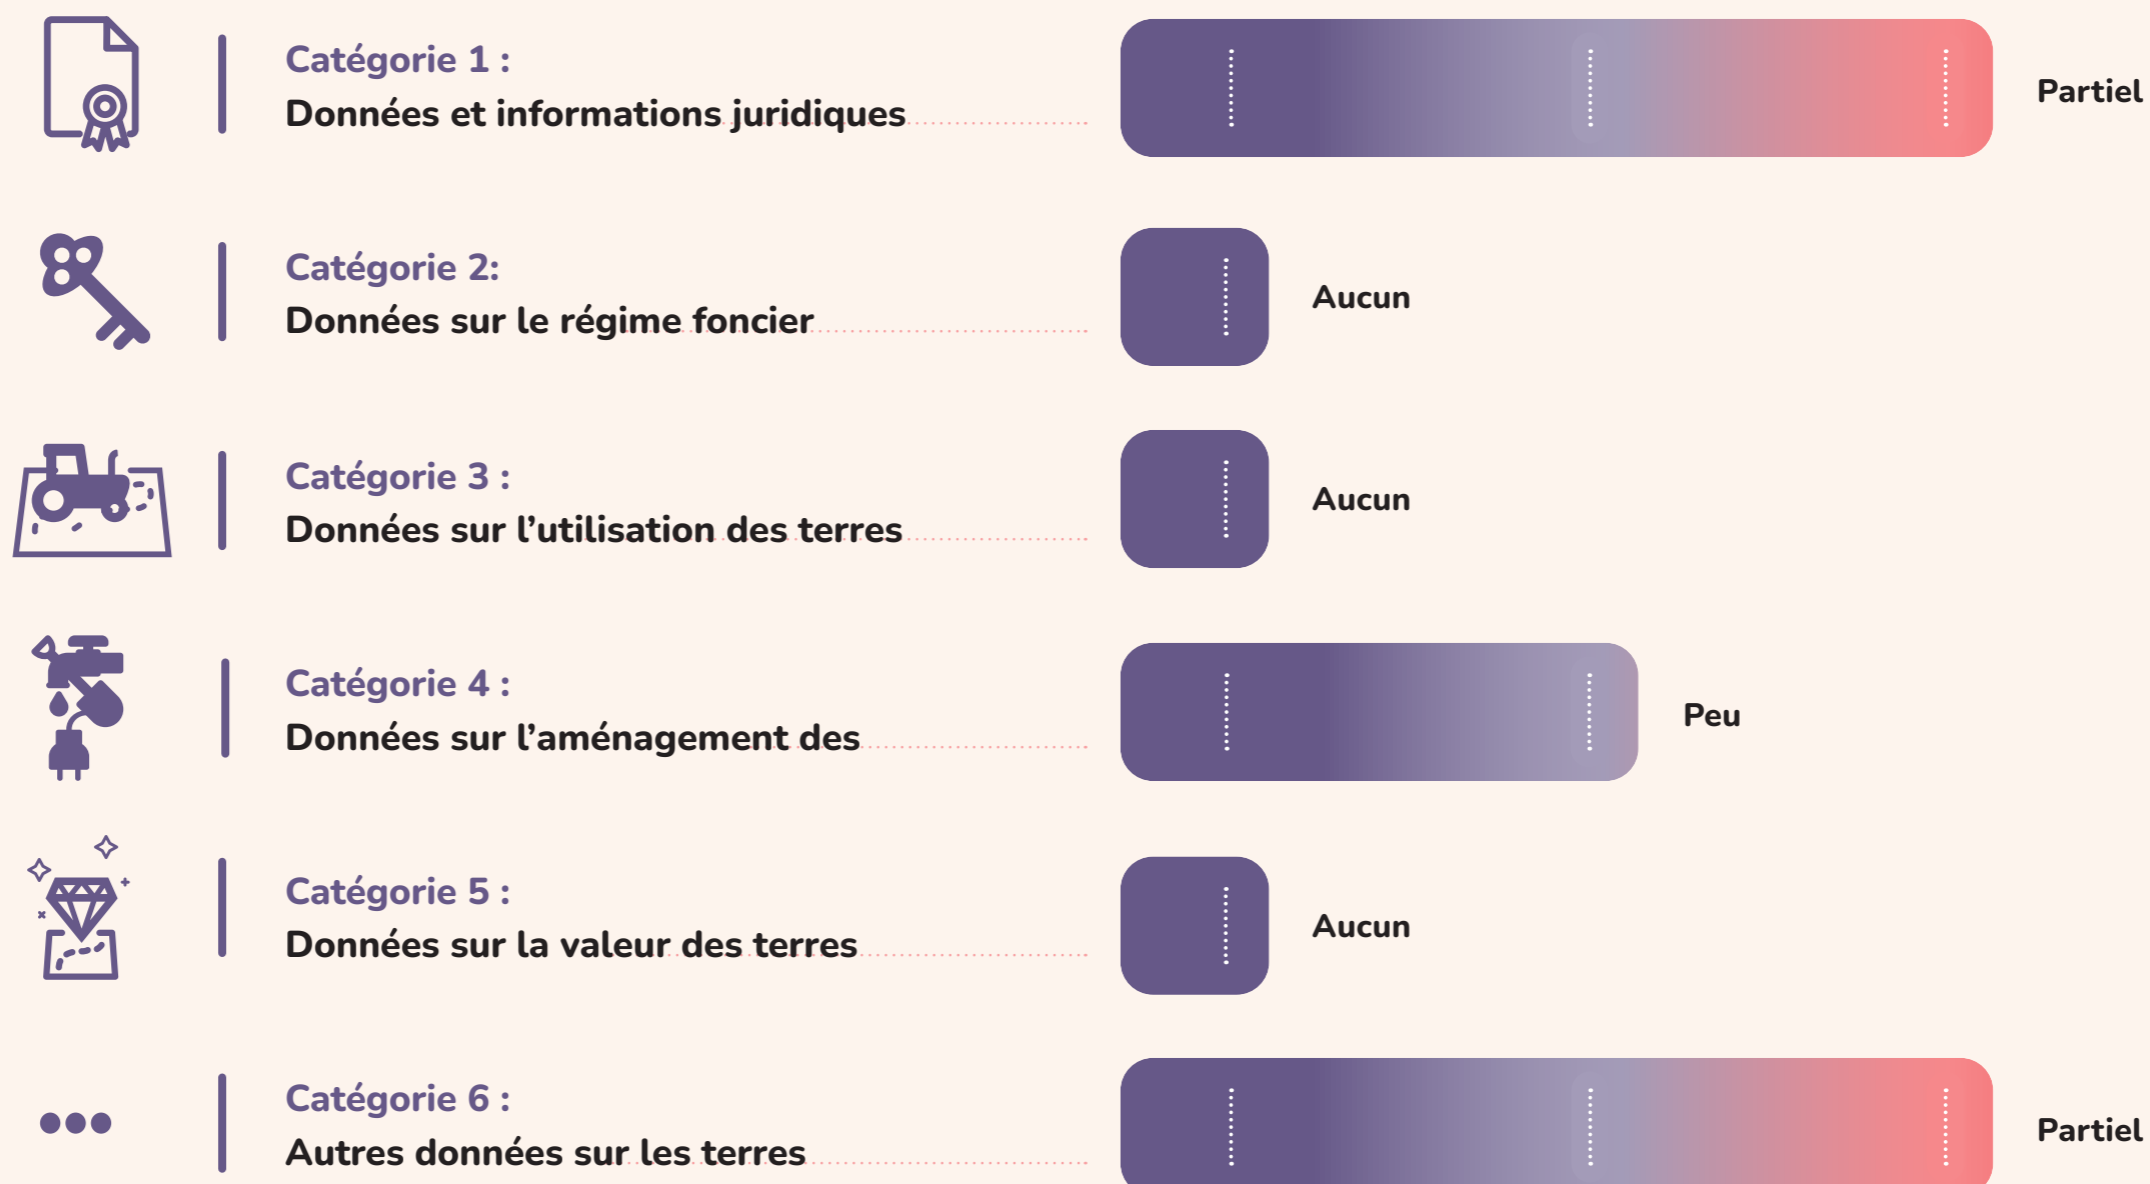 Catégorie 1 :
Données et informations juridiques
Partiel
Catégorie 2:
Données sur le régime foncier
Aucun
Catégorie 3 :
Données sur l’utilisation des terres
Aucun
Catégorie 4 :
Données sur l’aménagement des
Peu
Catégorie 5 :
Données sur la valeur des terres
Aucun
Catégorie 6 :
Autres données sur les terres
Partiel